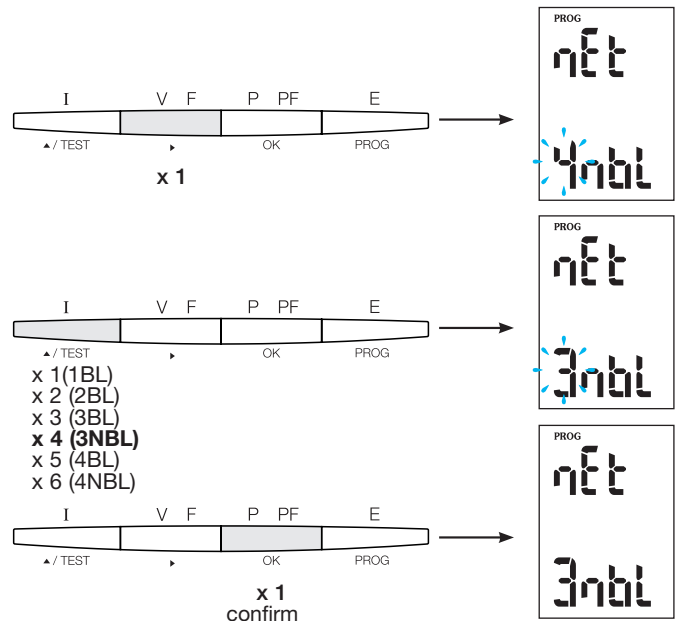 PROG
nEt
I V F P PF E
▲ / TEST ▸ OK PROG
x 1
4nbL
PROG
nEt
I V F P PF E
▲ / TEST ▸ OK PROG
3nbL
x 1(1BL)
x 2 (2BL)
x 3 (3BL)
x 4 (3NBL)
x 5 (4BL)
x 6 (4NBL)
PROG
nEt
I V F P PF E
▲ / TEST ▸ OK PROG
x 1
confirm
3nbL